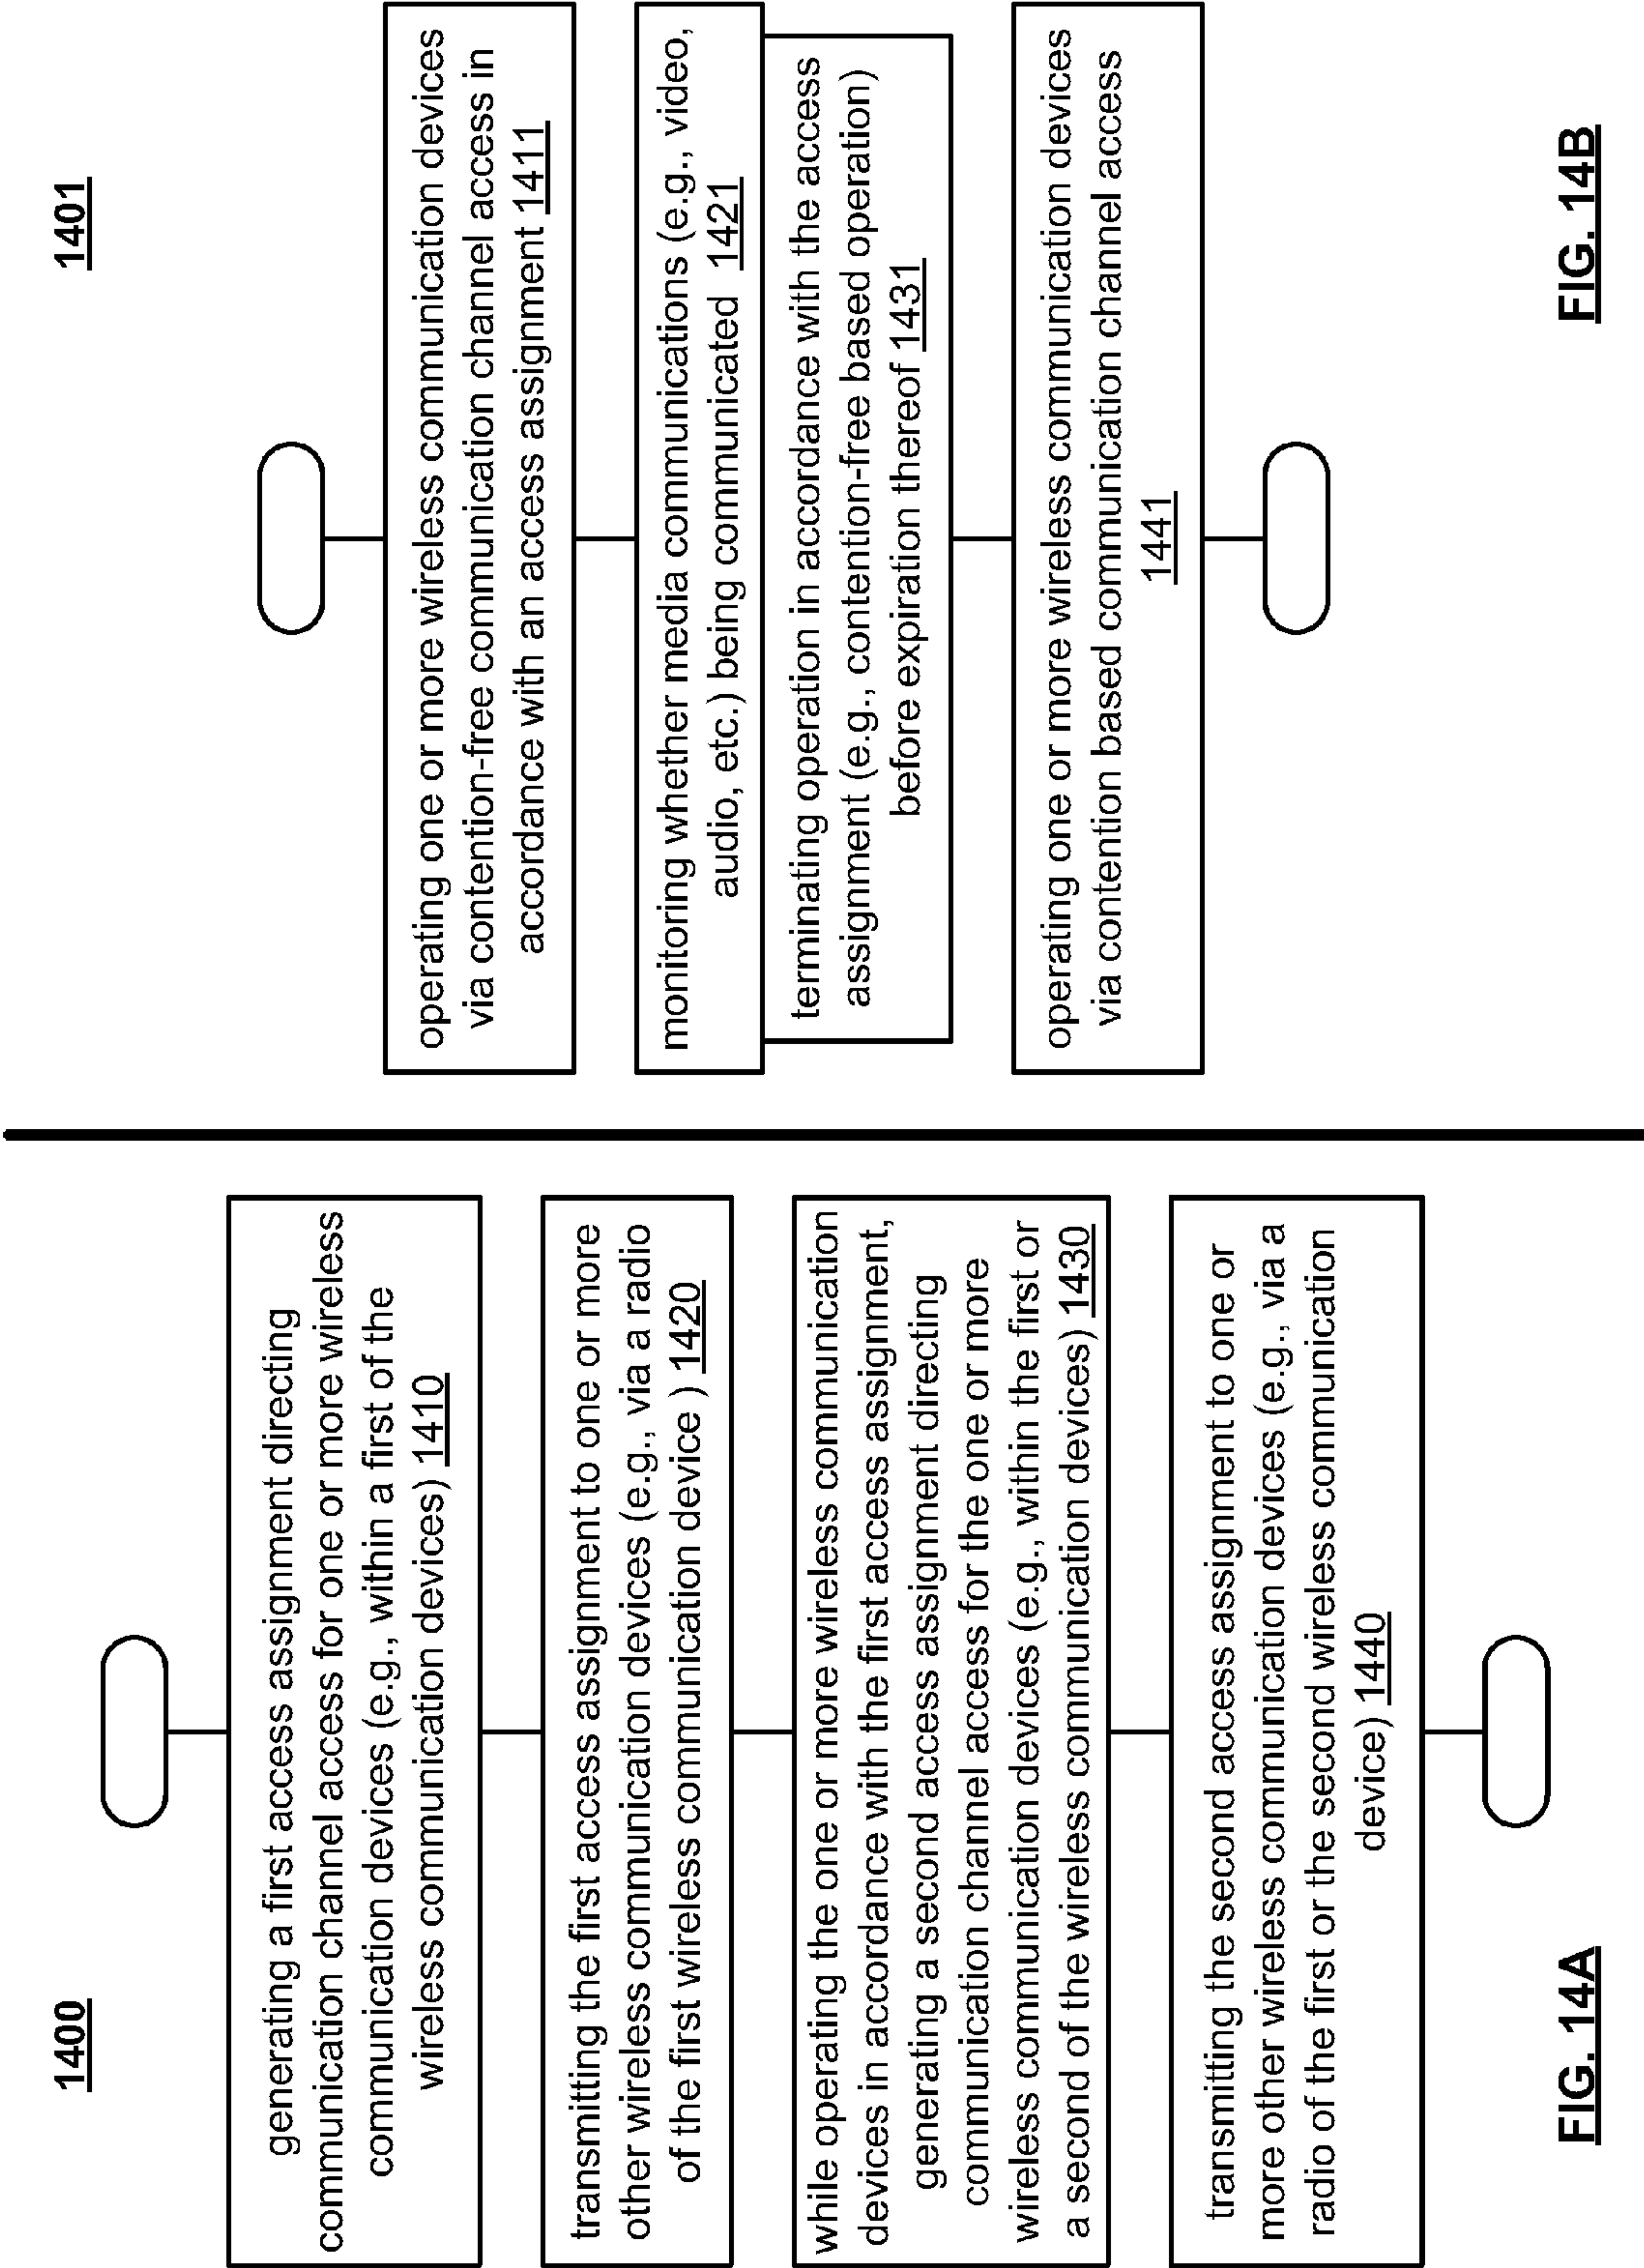 1400
generating a first access assignment directing
communication channel access for one or more wireless
communication devices (e.g., within a first of the
wireless communication devices) 1410
transmitting the first access assignment to one or more
other wireless communication devices (e.g., via a radio
of the first wireless communication device ) 1420
while operating the one or more wireless communication
devices in accordance with the first access assignment,
generating a second access assignment directing
communication channel access for the one or more
wireless communication devices (e.g., within the first or
a second of the wireless communication devices) 1430
transmitting the second access assignment to one or
more other wireless communication devices (e.g., via a
radio of the first or the second wireless communication
device) 1440
FIG. 14A
1401
operating one or more wireless communication devices
via contention-free communication channel access in
accordance with an access assignment 1411
monitoring whether media communications (e.g., video,
audio, etc.) being communicated 1421
terminating operation in accordance with the access
assignment (e.g., contention-free based operation)
before expiration thereof 1431
operating one or more wireless communication devices
via contention based communication channel access
1441
FIG. 14B